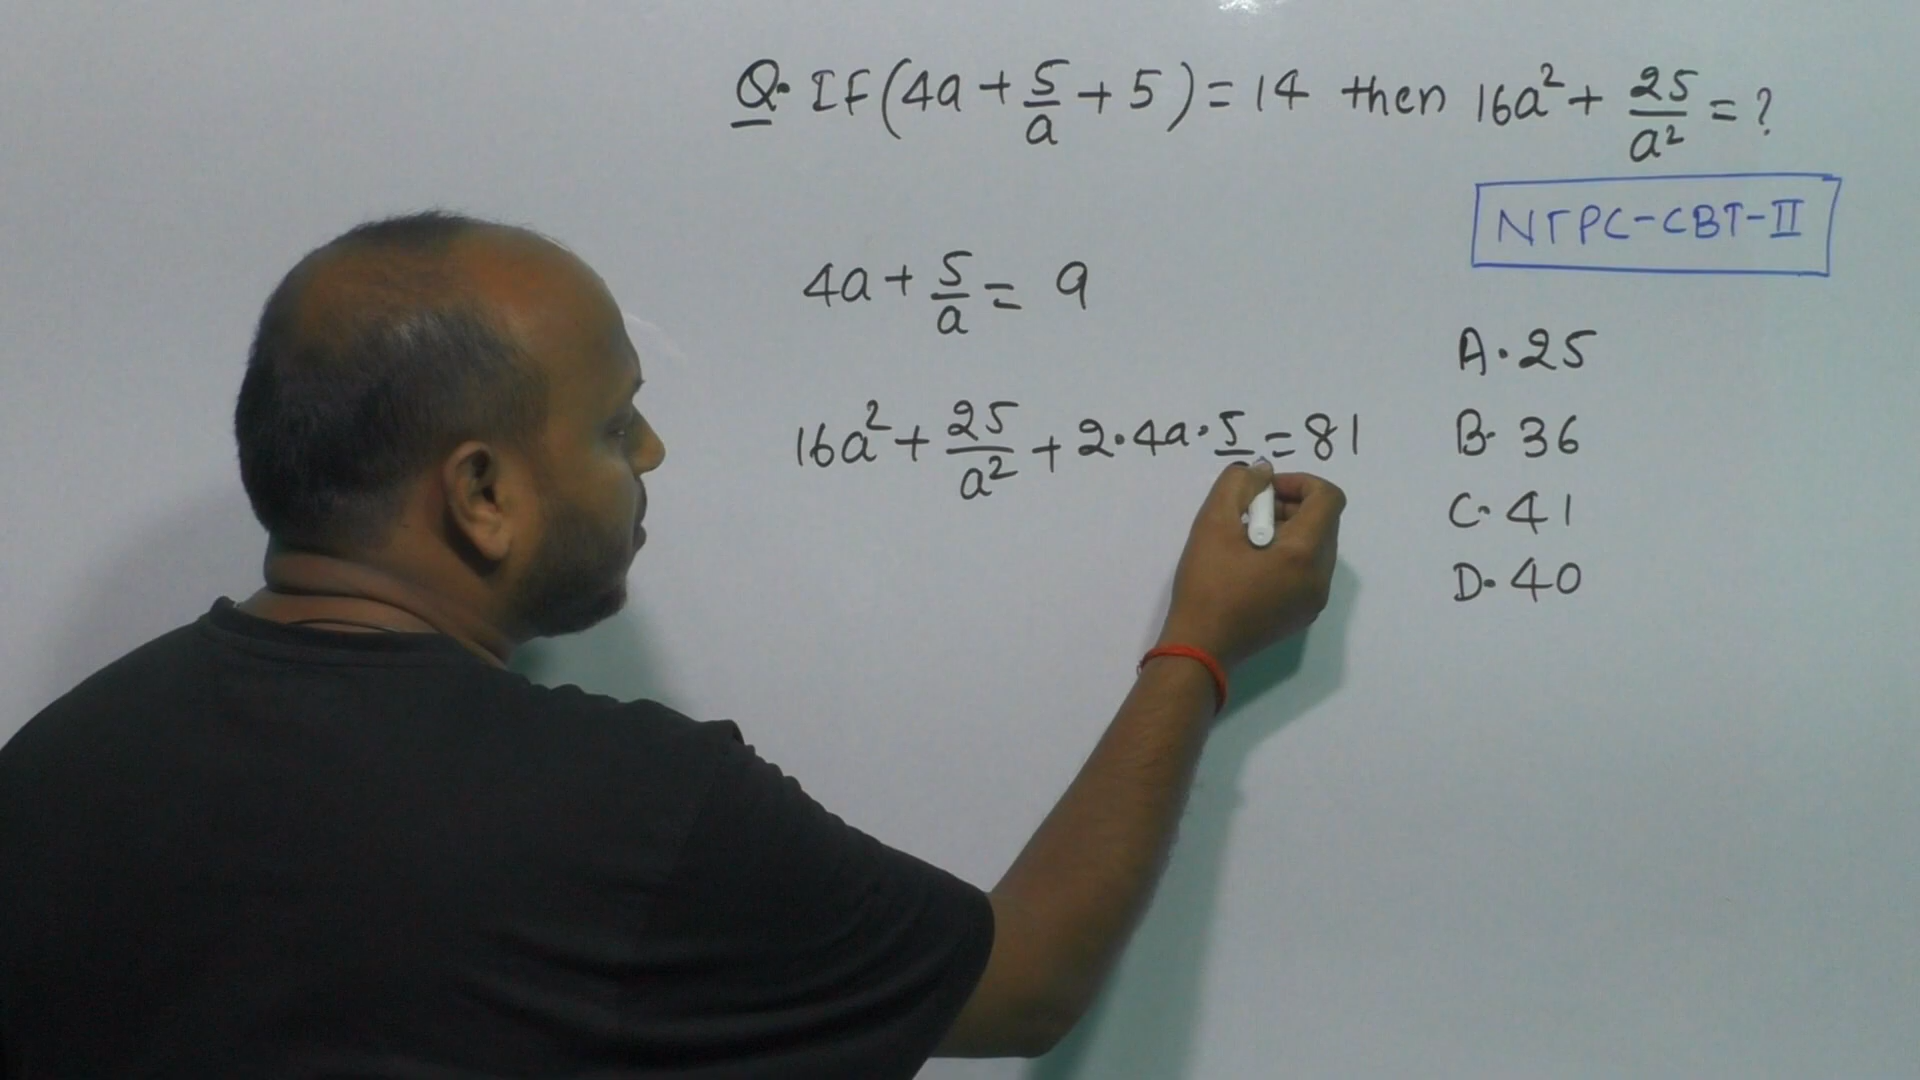 Q. If (4a + 5/a + 5) = 14 then 16a² + 25/a² = ?
NTPC-CBT-II
4a + 5/a = 9
16a² + 25/a² + 2·4a·5/ = 81
A. 25
B. 36
C. 41
D. 40